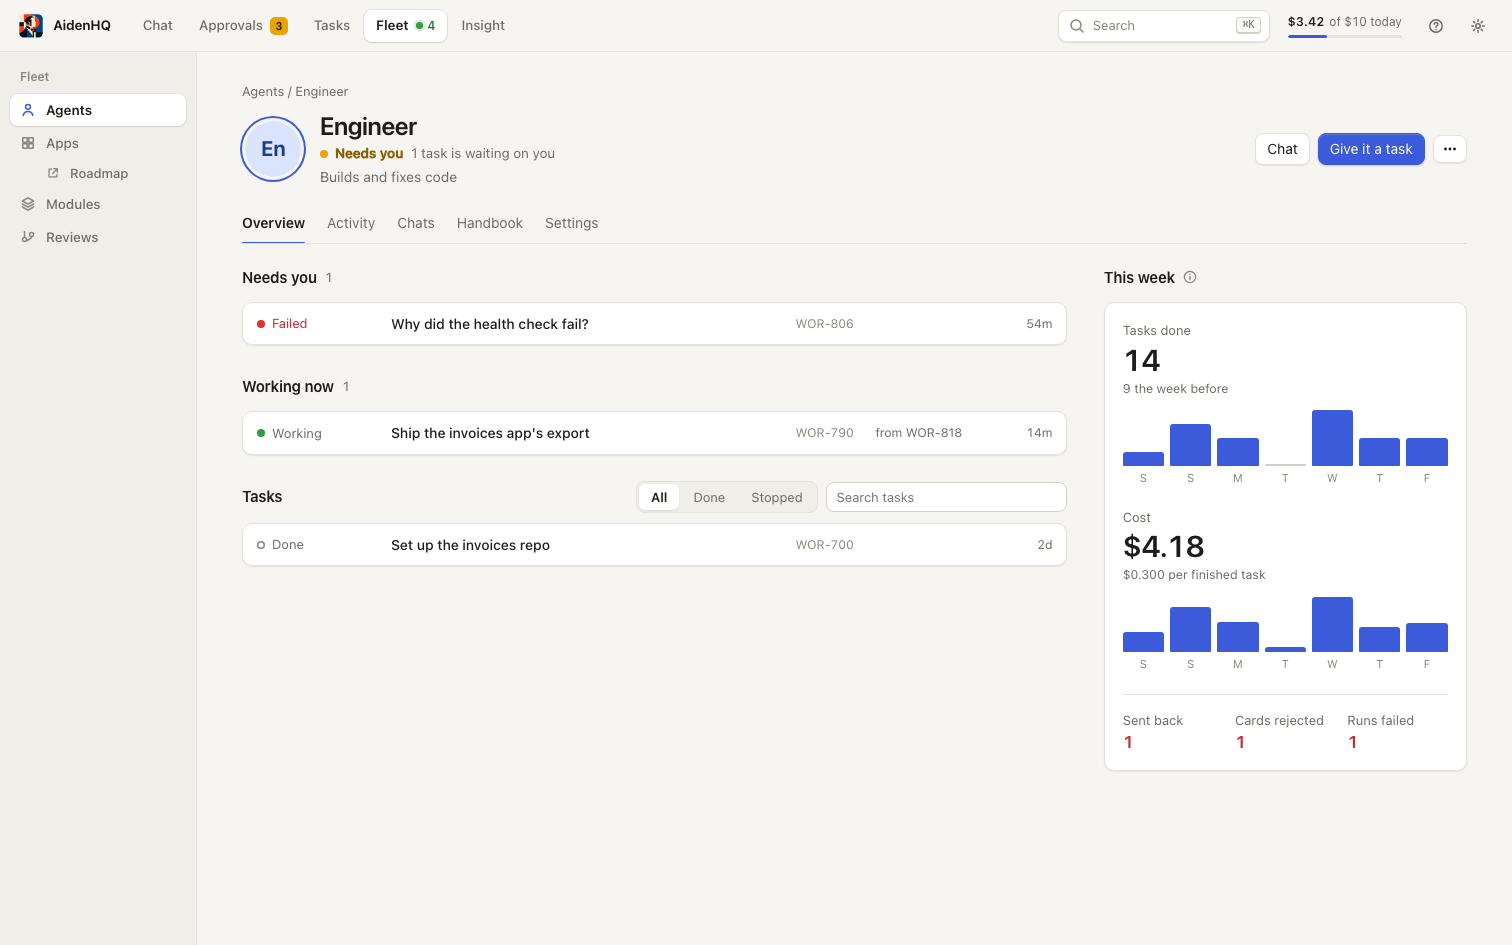 AidenHQ
Chat
Approvals 3
Tasks
Fleet 4
Insight
Search ⌘K
$3.42 of $10 today
Fleet
Agents
Apps
Roadmap
Modules
Reviews
Agents / Engineer
En
Engineer
Needs you 1 task is waiting on you
Builds and fixes code
Chat
Give it a task
Overview
Activity
Chats
Handbook
Settings
Needs you 1
Failed Why did the health check fail? WOR-806 54m
Working now 1
Working Ship the invoices app's export WOR-790 from WOR-818 14m
Tasks
All Done Stopped
Search tasks
Done Set up the invoices repo WOR-700 2d
This week
Tasks done
14
9 the week before
S S M T W T F
Cost
$4.18
$0.300 per finished task
S S M T W T F
Sent back Cards rejected Runs failed
1 1 1